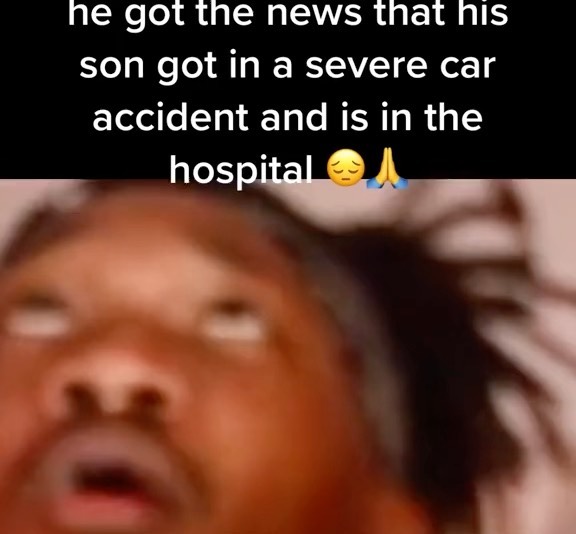 he got the news that his
son got in a severe car
accident and is in the
hospital 😔🙏